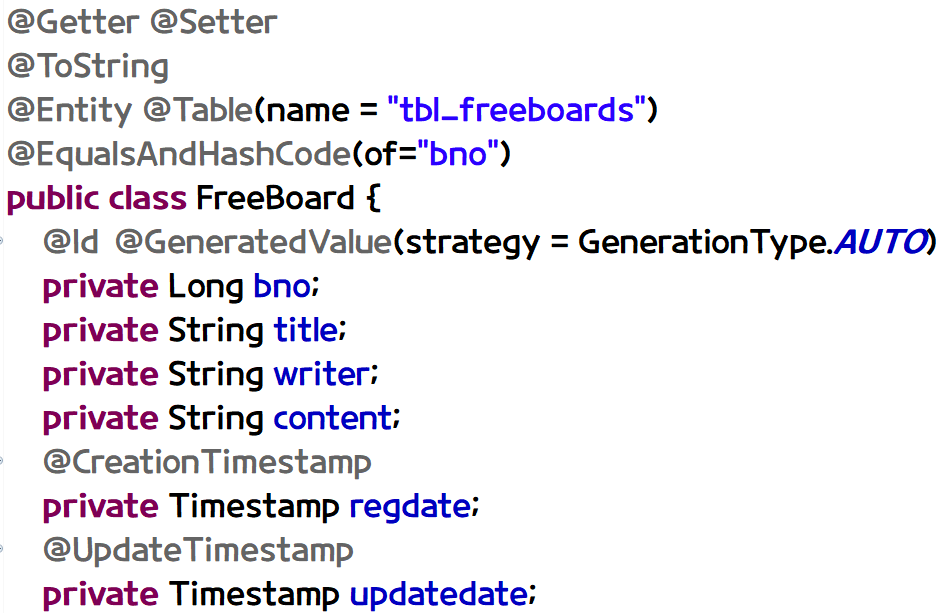 @Getter @Setter
@ToString
@Entity @Table(name = "tbl_freeboards")
@EqualsAndHashCode(of="bno")
public class FreeBoard {
@Id @GeneratedValue(strategy = GenerationType.AUTO)
private Long bno;
private String title;
private String writer;
private String content;
@CreationTimestamp
private Timestamp regdate;
@UpdateTimestamp
private Timestamp updatedate;